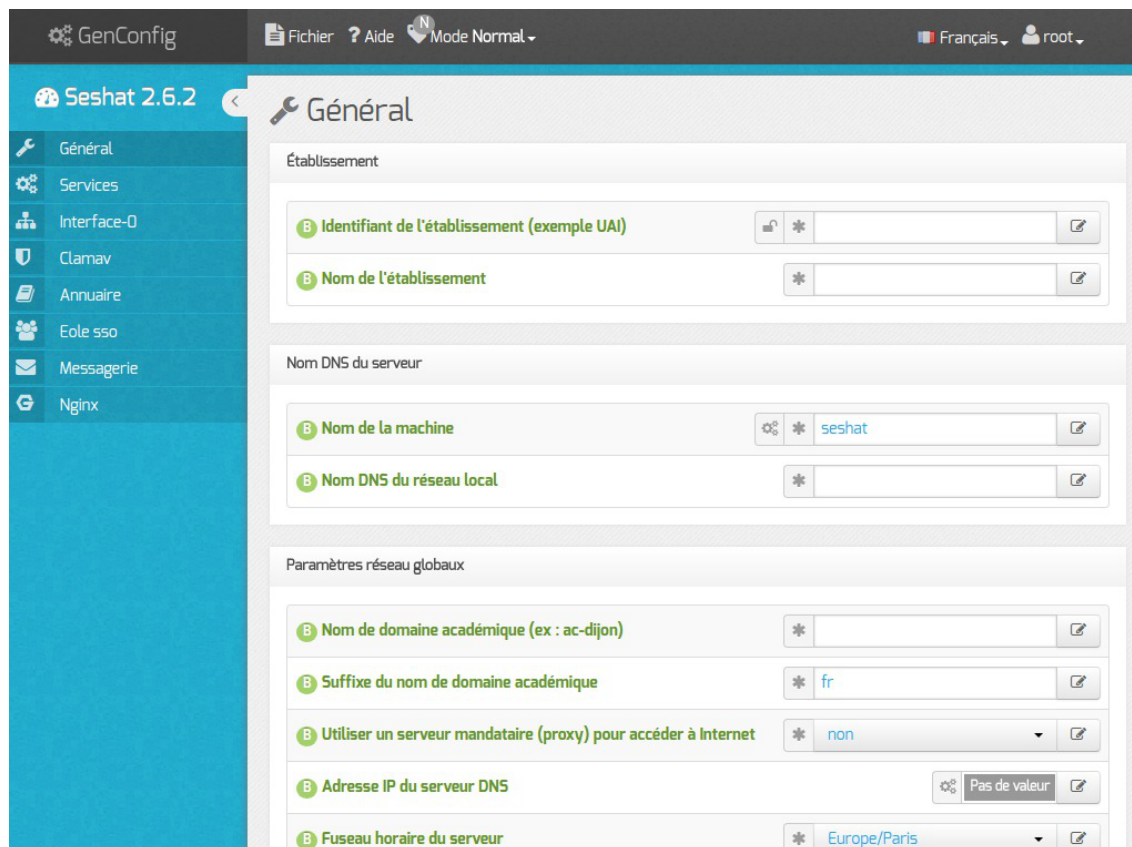 GenConfig
Fichier ? Aide N Mode Normal
Français root
Seshat 2.6.2
Général
Services
Interface-0
Clamav
Annuaire
Eole sso
Messagerie
Nginx
Général
Établissement
B Identifiant de l'établissement (exemple UAI) *
B Nom de l'établissement *
Nom DNS du serveur
B Nom de la machine * seshat
B Nom DNS du réseau local *
Paramètres réseau globaux
B Nom de domaine académique (ex : ac-dijon) *
B Suffixe du nom de domaine académique * fr
B Utiliser un serveur mandataire (proxy) pour accéder à Internet * non
B Adresse IP du serveur DNS Pas de valeur
B Fuseau horaire du serveur * Europe/Paris